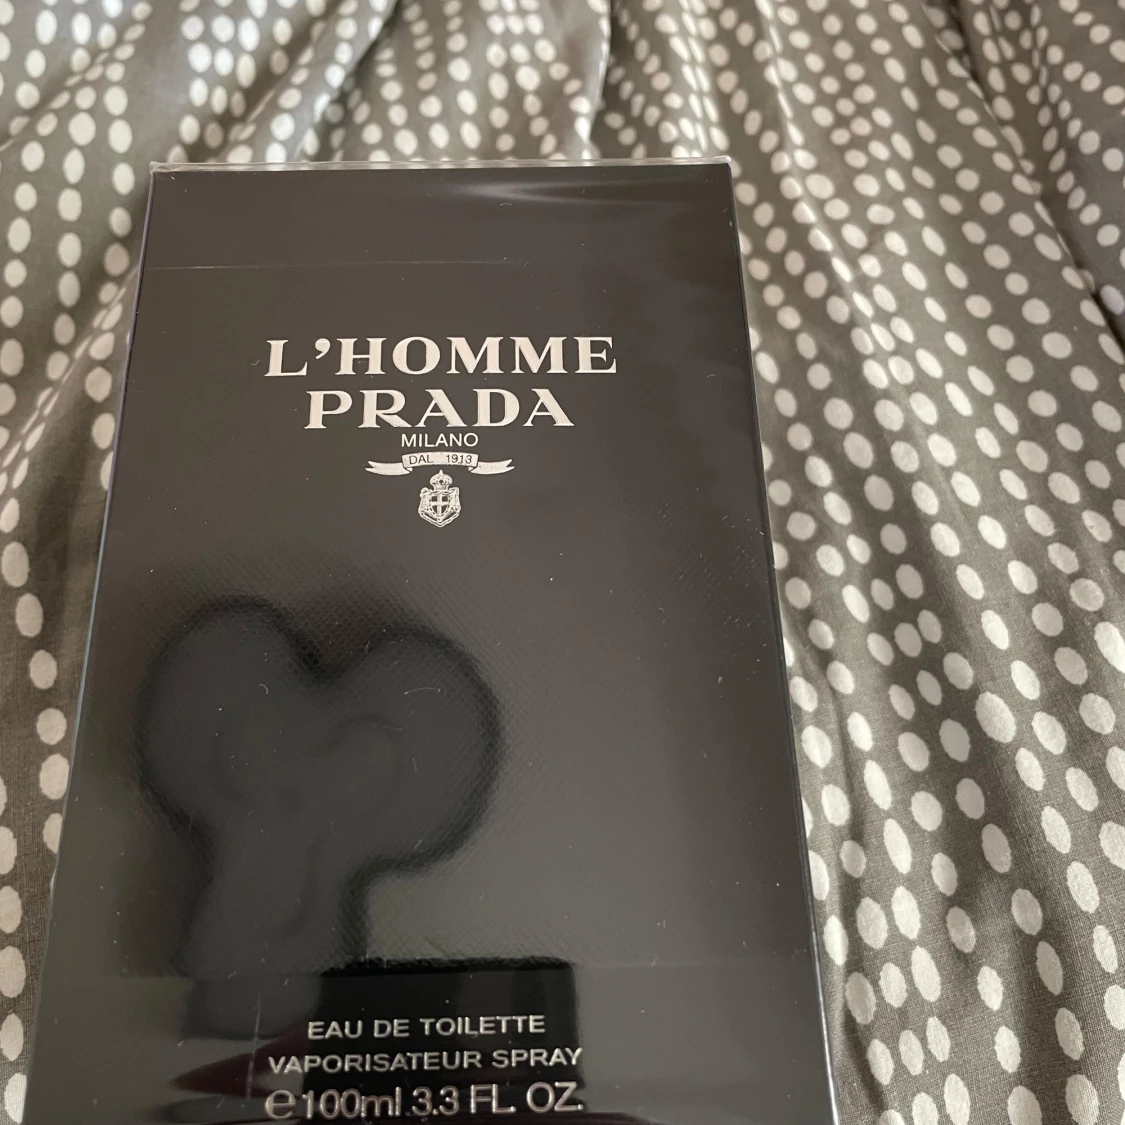 L'HOMME
PRADA
MILANO
DAL 1913
EAU DE TOILETTE
VAPORISATEUR SPRAY
℮100ml 3.3 FL. OZ.